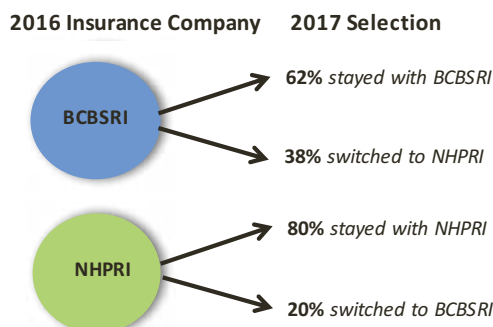 2016 Insurance Company 2017 Selection
62% stayed with BCBSRI
BCBSRI
38% switched to NHPRI
80% stayed with NHPRI
NHPRI
20% switched to BCBSRI